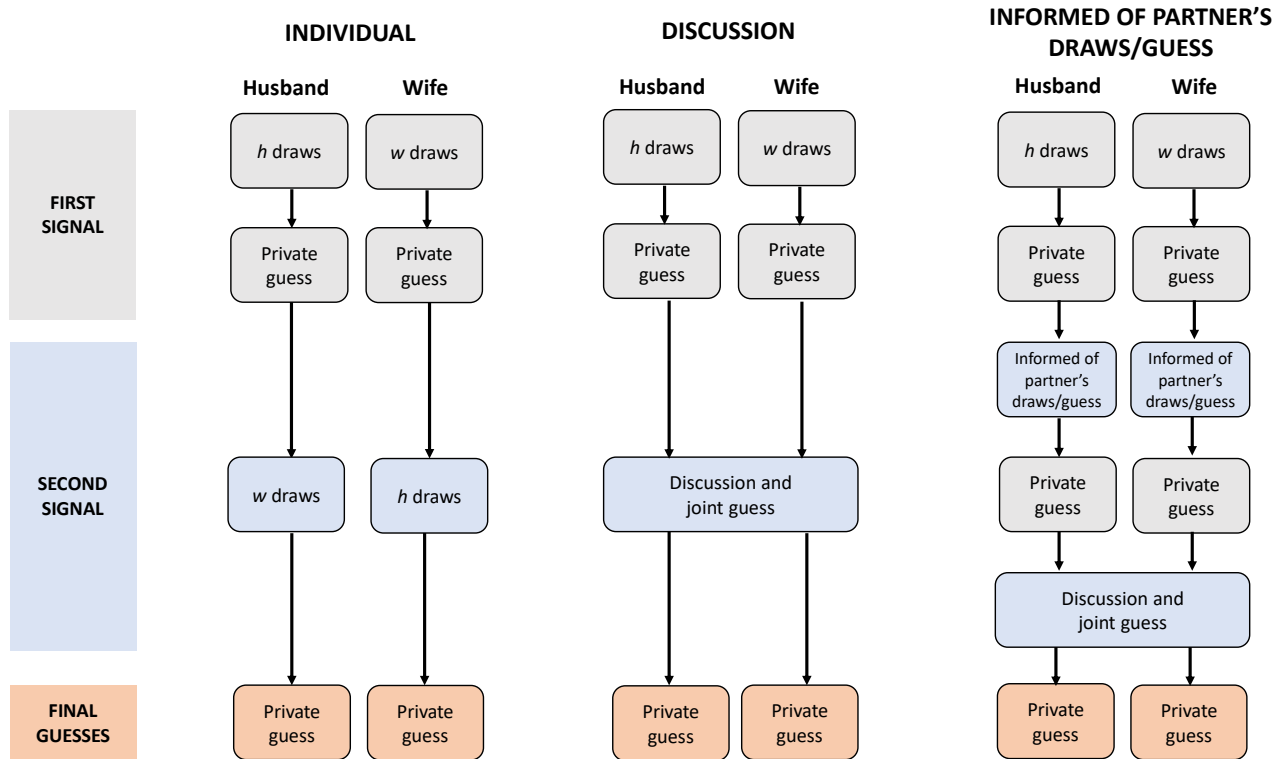 INDIVIDUAL
DISCUSSION
INFORMED OF PARTNER'S
DRAWS/GUESS
Husband
Wife
Husband
Wife
Husband
Wife
FIRST
SIGNAL
h draws
w draws
h draws
w draws
h draws
w draws
Private
guess
Private
guess
Private
guess
Private
guess
Private
guess
Private
guess
SECOND
SIGNAL
Informed of
partner's
draws/guess
Informed of
partner's
draws/guess
w draws
h draws
Discussion and
joint guess
Private
guess
Private
guess
Discussion and
joint guess
FINAL
GUESSES
Private
guess
Private
guess
Private
guess
Private
guess
Private
guess
Private
guess